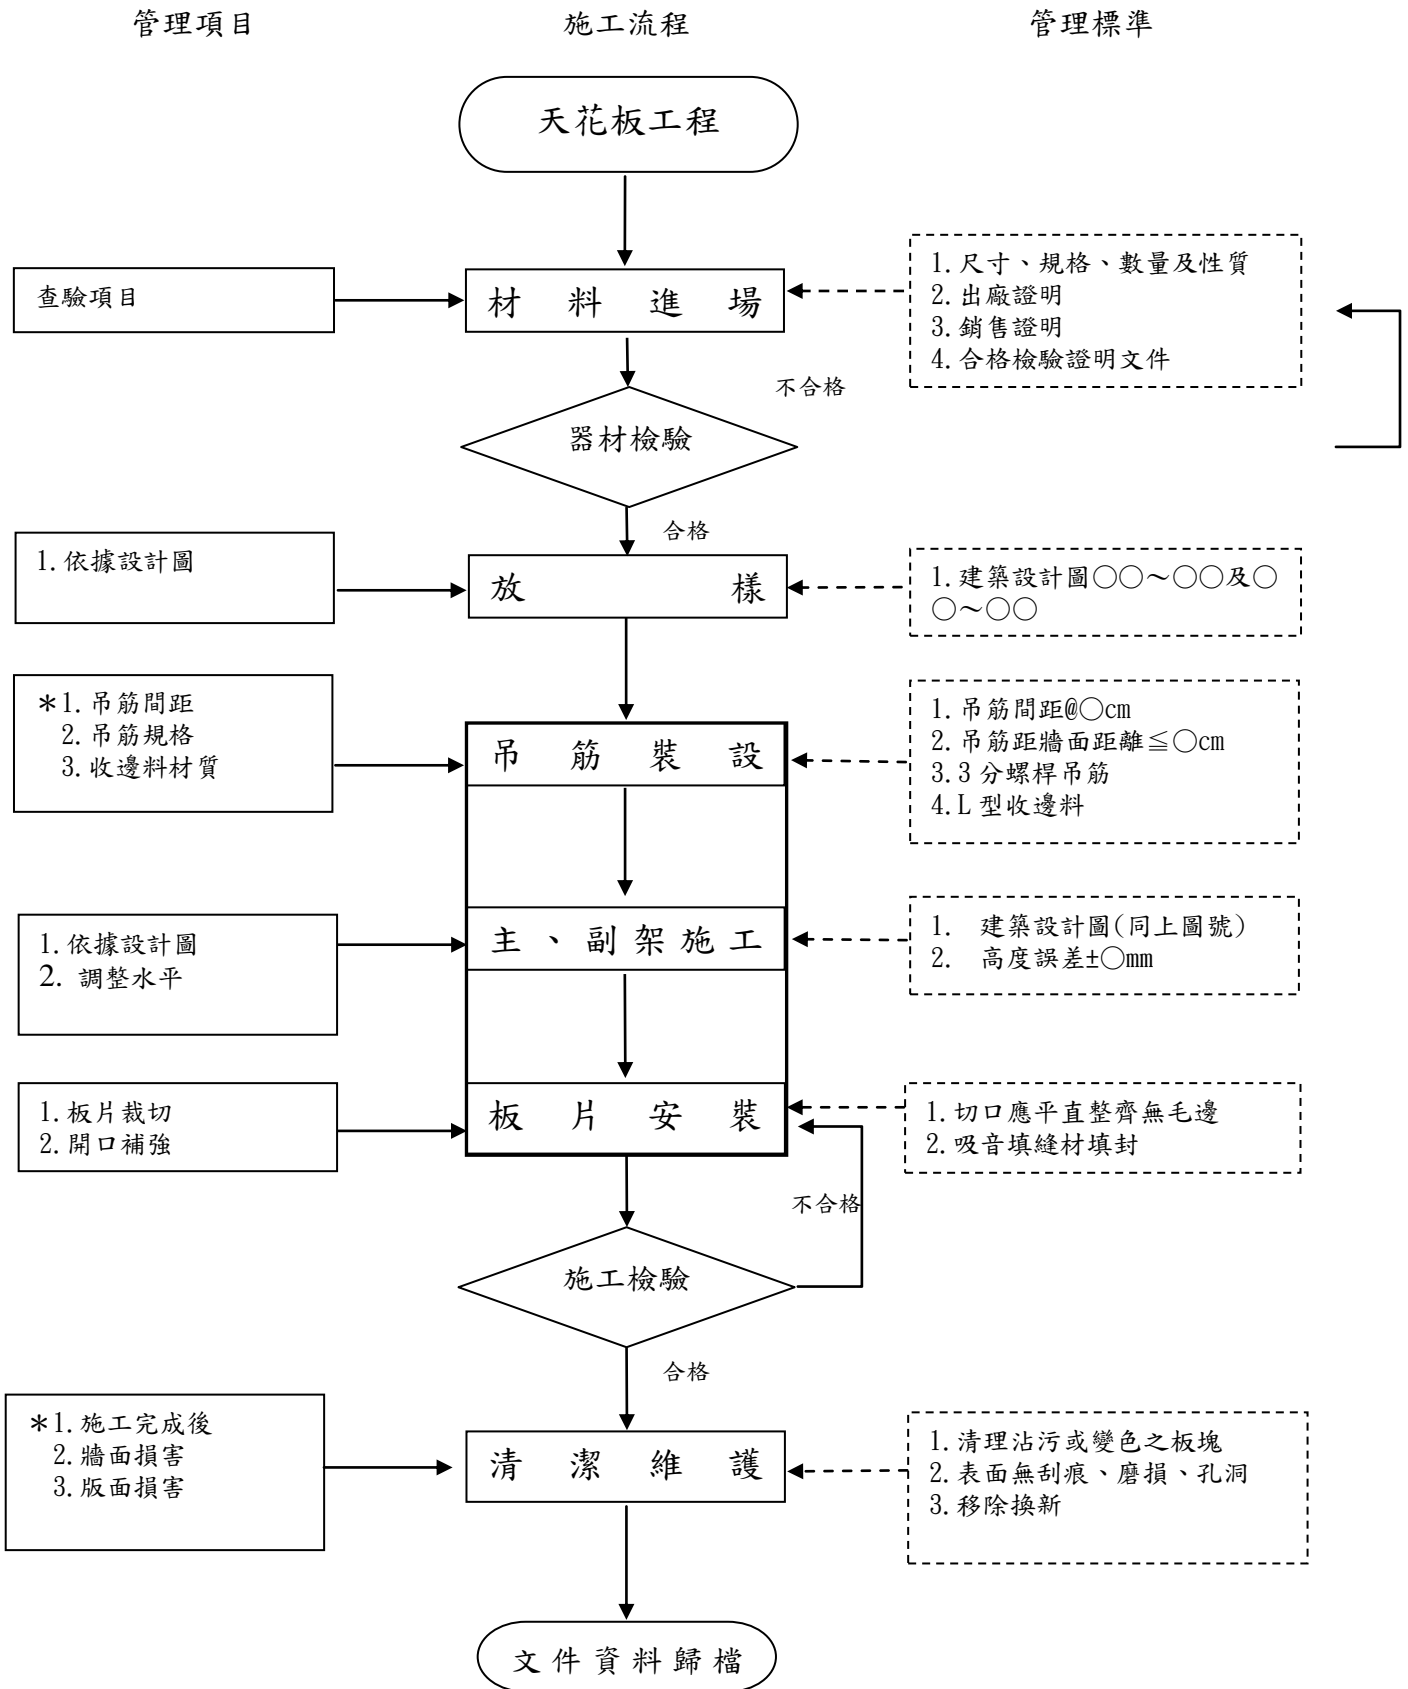 管理項目 施工流程 管理標準
天花板工程
查驗項目
材料進場
1.尺寸、規格、數量及性質
2.出廠證明
3.銷售證明
4.合格檢驗證明文件
不合格
器材檢驗
合格
1.依據設計圖
放樣
1.建築設計圖○○～○○及○
○～○○
＊1.吊筋間距
2.吊筋規格
3.收邊料材質
吊筋裝設
1.吊筋間距@○cm
2.吊筋距牆面距離≦○cm
3.3分螺桿吊筋
4.L型收邊料
1.依據設計圖
2. 調整水平
主、副架施工
1. 建築設計圖(同上圖號)
2. 高度誤差±○mm
1.板片裁切
2.開口補強
板片安裝
1.切口應平直整齊無毛邊
2.吸音填縫材填封
不合格
施工檢驗
合格
＊1.施工完成後
2.牆面損害
3.版面損害
清潔維護
1.清理沾污或變色之板塊
2.表面無刮痕、磨損、孔洞
3.移除換新
文件資料歸檔